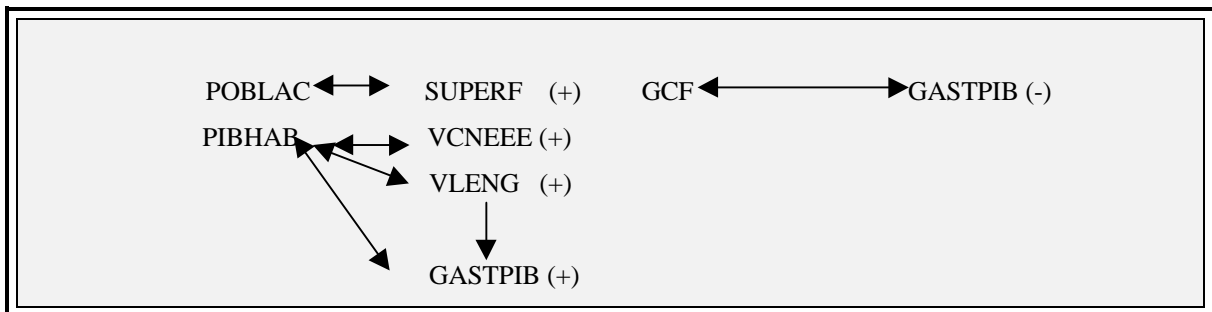 POBLAC SUPERF (+) GCF GASTPIB (-)
PIBHAB VCNEEE (+)
VLENG (+)
GASTPIB (+)